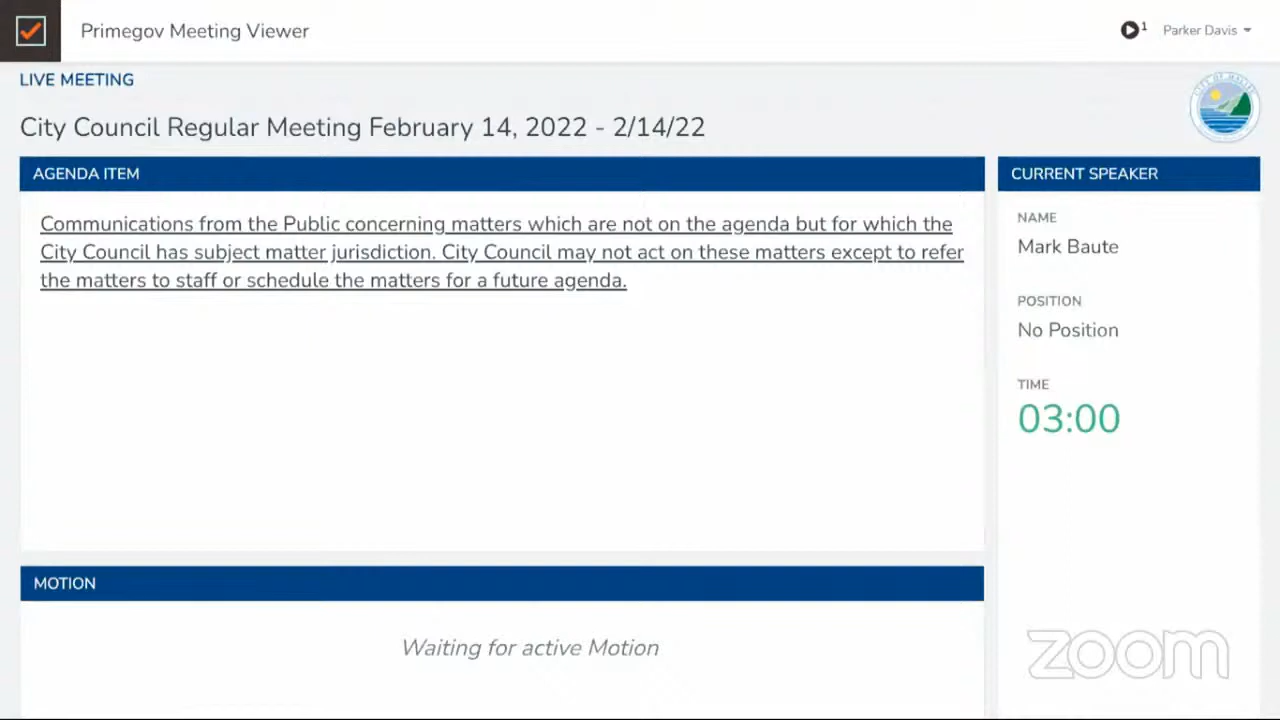 Primegov Meeting Viewer
1
Parker Davis
LIVE MEETING
City Council Regular Meeting February 14, 2022 - 2/14/22
AGENDA ITEM
Communications from the Public concerning matters which are not on the agenda but for which the
City Council has subject matter jurisdiction. City Council may not act on these matters except to refer
the matters to staff or schedule the matters for a future agenda.
MOTION
Waiting for active Motion
CURRENT SPEAKER
NAME
Mark Baute
POSITION
No Position
TIME
03:00
zoom